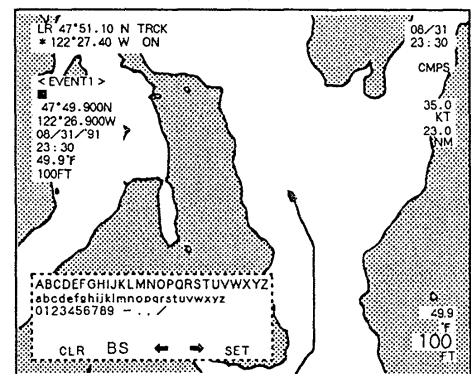 LR 47°51.10 N TRCK
* 122°27.40 W ON
08/31
23:30
CMPS
35.0
KT
23.0
NM
<EVENT1>
47°49.900N
122°26.900W
08/31/'91
23:30
49.9°F
100FT
ABCDEFGHIJKLMNOPQRSTUVWXYZ
abcdefghijklmnopqrstuvwxyz
0123456789 -../
CLR BS ← → SET
49.9
°F
100
FT